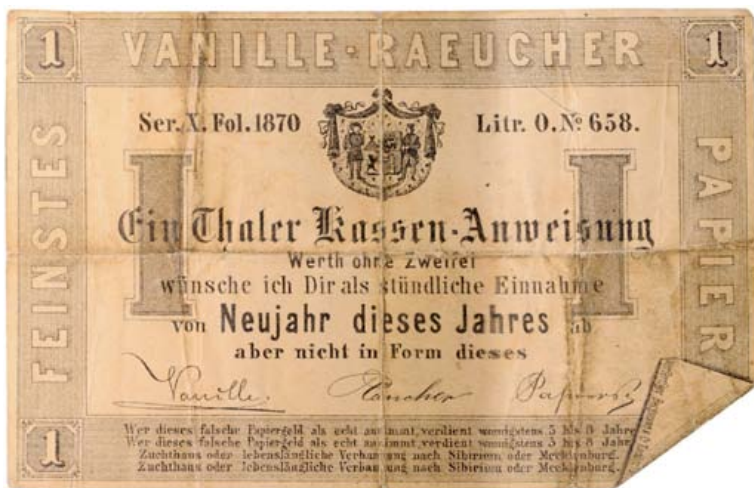 1 VANILLE-RAEUCHER 1
FEINSTES
PAPIER
Ser. X. Fol. 1870 Litr. O. No 658.
I I
Ein Thaler Kassen-Anweisung
Werth ohne Zweifel
wünsche ich Dir als stündliche Einnahme
von Neujahr dieses Jahres ab
aber nicht in Form dieses
Vanille. Räucher Papier
1
Wer dieses falsche Papiergeld als echt annimmt, verdient wenigstens 5 bis 8 Jahre
Wer dieses falsche Papiergeld als echt annimmt, verdient wenigstens 5 bis 8 Jahre
Zuchthaus oder lebenslängliche Verbannung nach Sibirien oder Mecklenburg.
Zuchthaus oder lebenslängliche Verbannung nach Sibirien oder Mecklenburg.